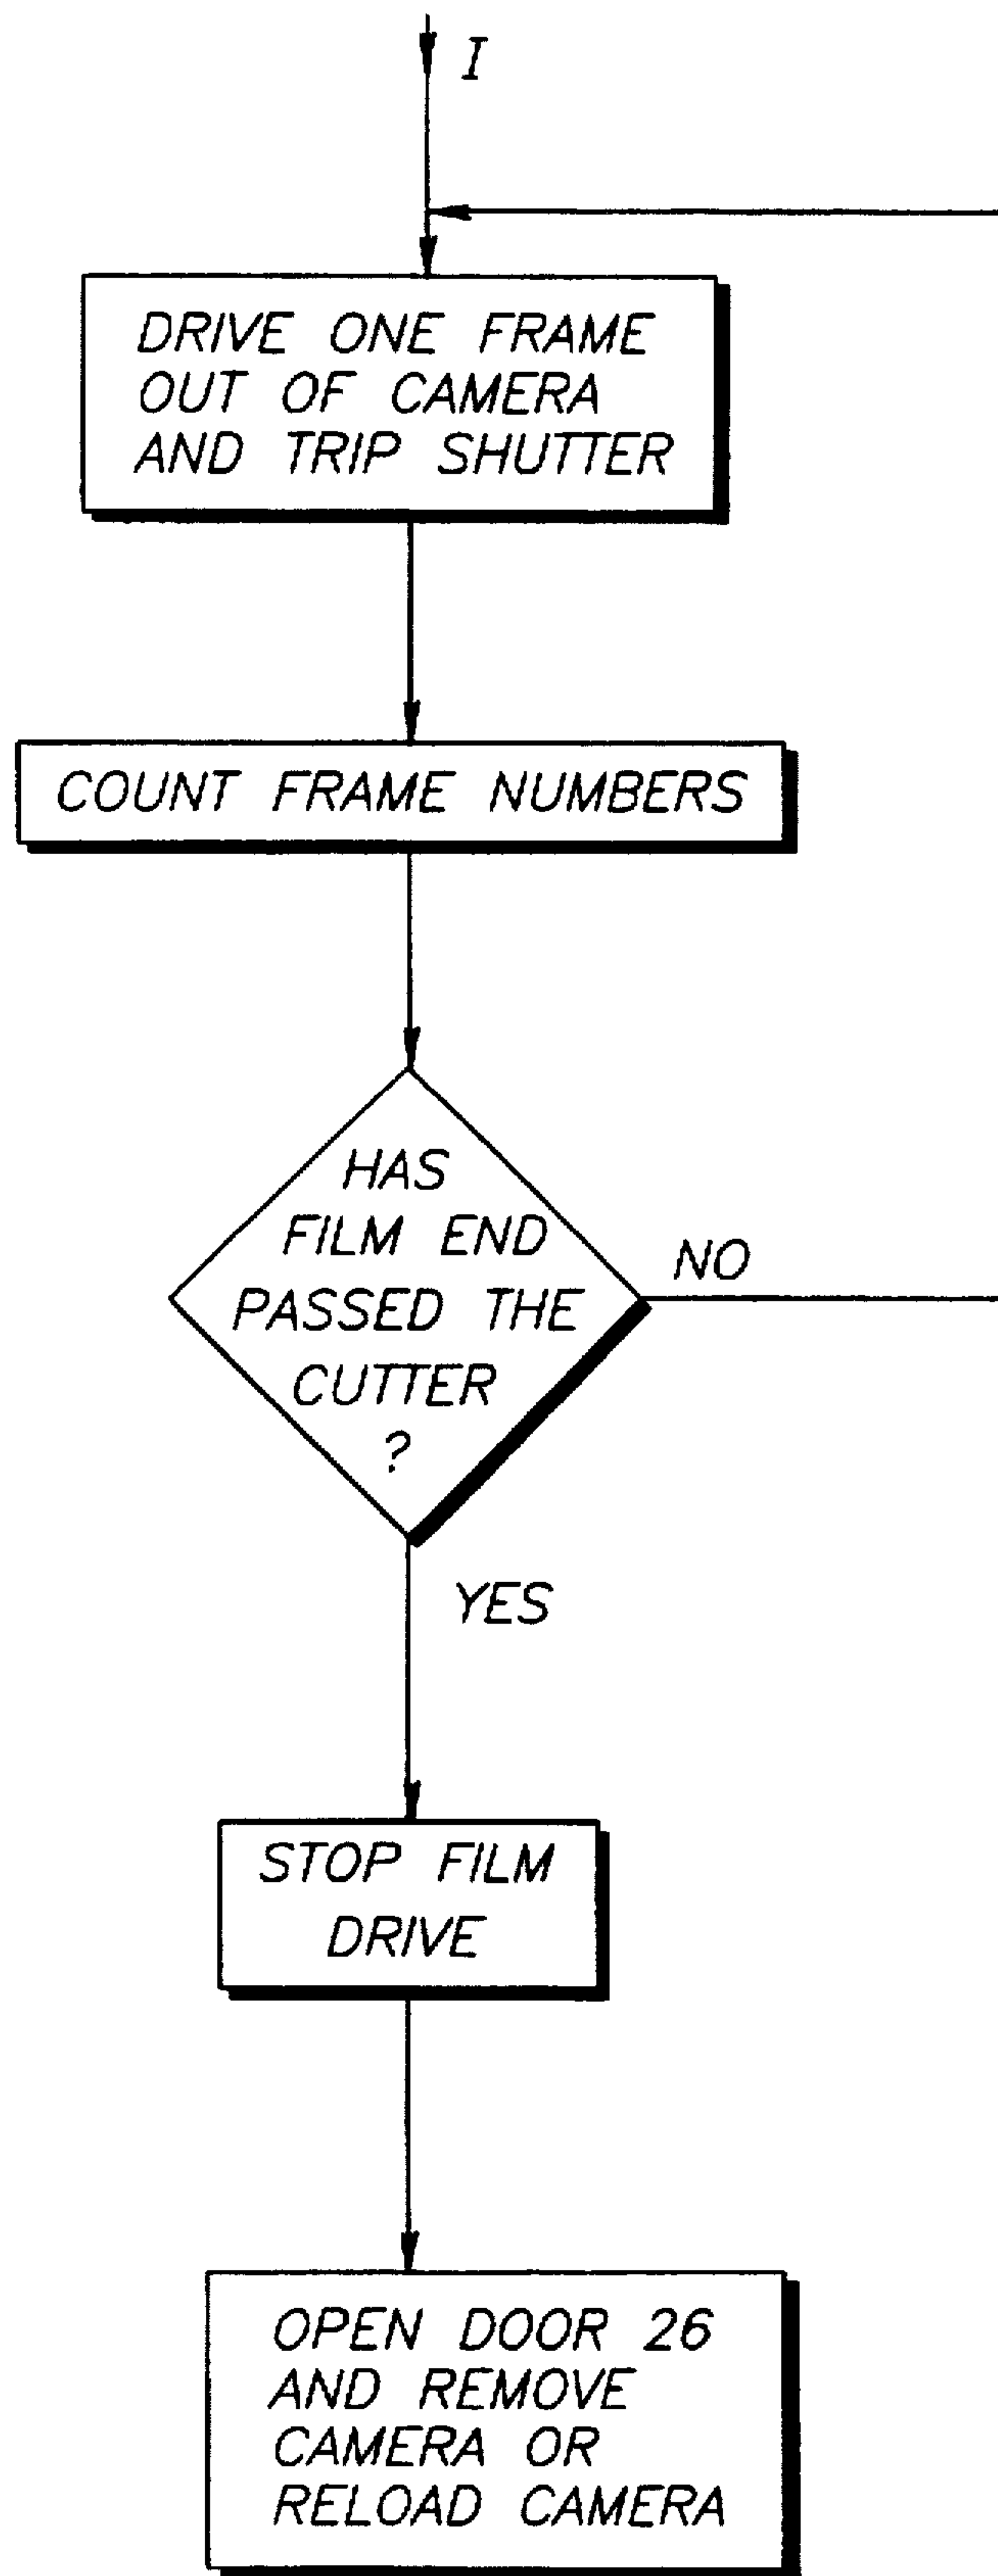 I
DRIVE ONE FRAME
OUT OF CAMERA
AND TRIP SHUTTER
COUNT FRAME NUMBERS
HAS
FILM END
PASSED THE
CUTTER
?
NO
YES
STOP FILM
DRIVE
OPEN DOOR 26
AND REMOVE
CAMERA OR
RELOAD CAMERA